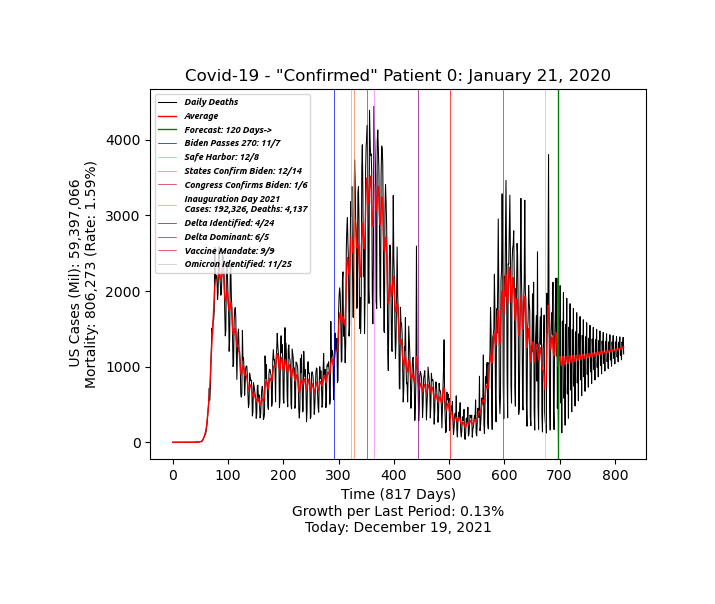 Covid-19 - "Confirmed" Patient 0: January 21, 2020
Daily Deaths
Average
Forecast: 120 Days->
Biden Passes 270: 11/7
Safe Harbor: 12/8
States Confirm Biden: 12/14
Congress Confirms Biden: 1/6
Inauguration Day 2021
Cases: 192,326, Deaths: 4,137
Delta Identified: 4/24
Delta Dominant: 6/5
Vaccine Mandate: 9/9
Omicron Identified: 11/25
US Cases (Mil): 59,397,066
Mortality: 806,273 (Rate: 1.59%)
4000
3000
2000
1000
0
0 100 200 300 400 500 600 700 800
Time (817 Days)
Growth per Last Period: 0.13%
Today: December 19, 2021